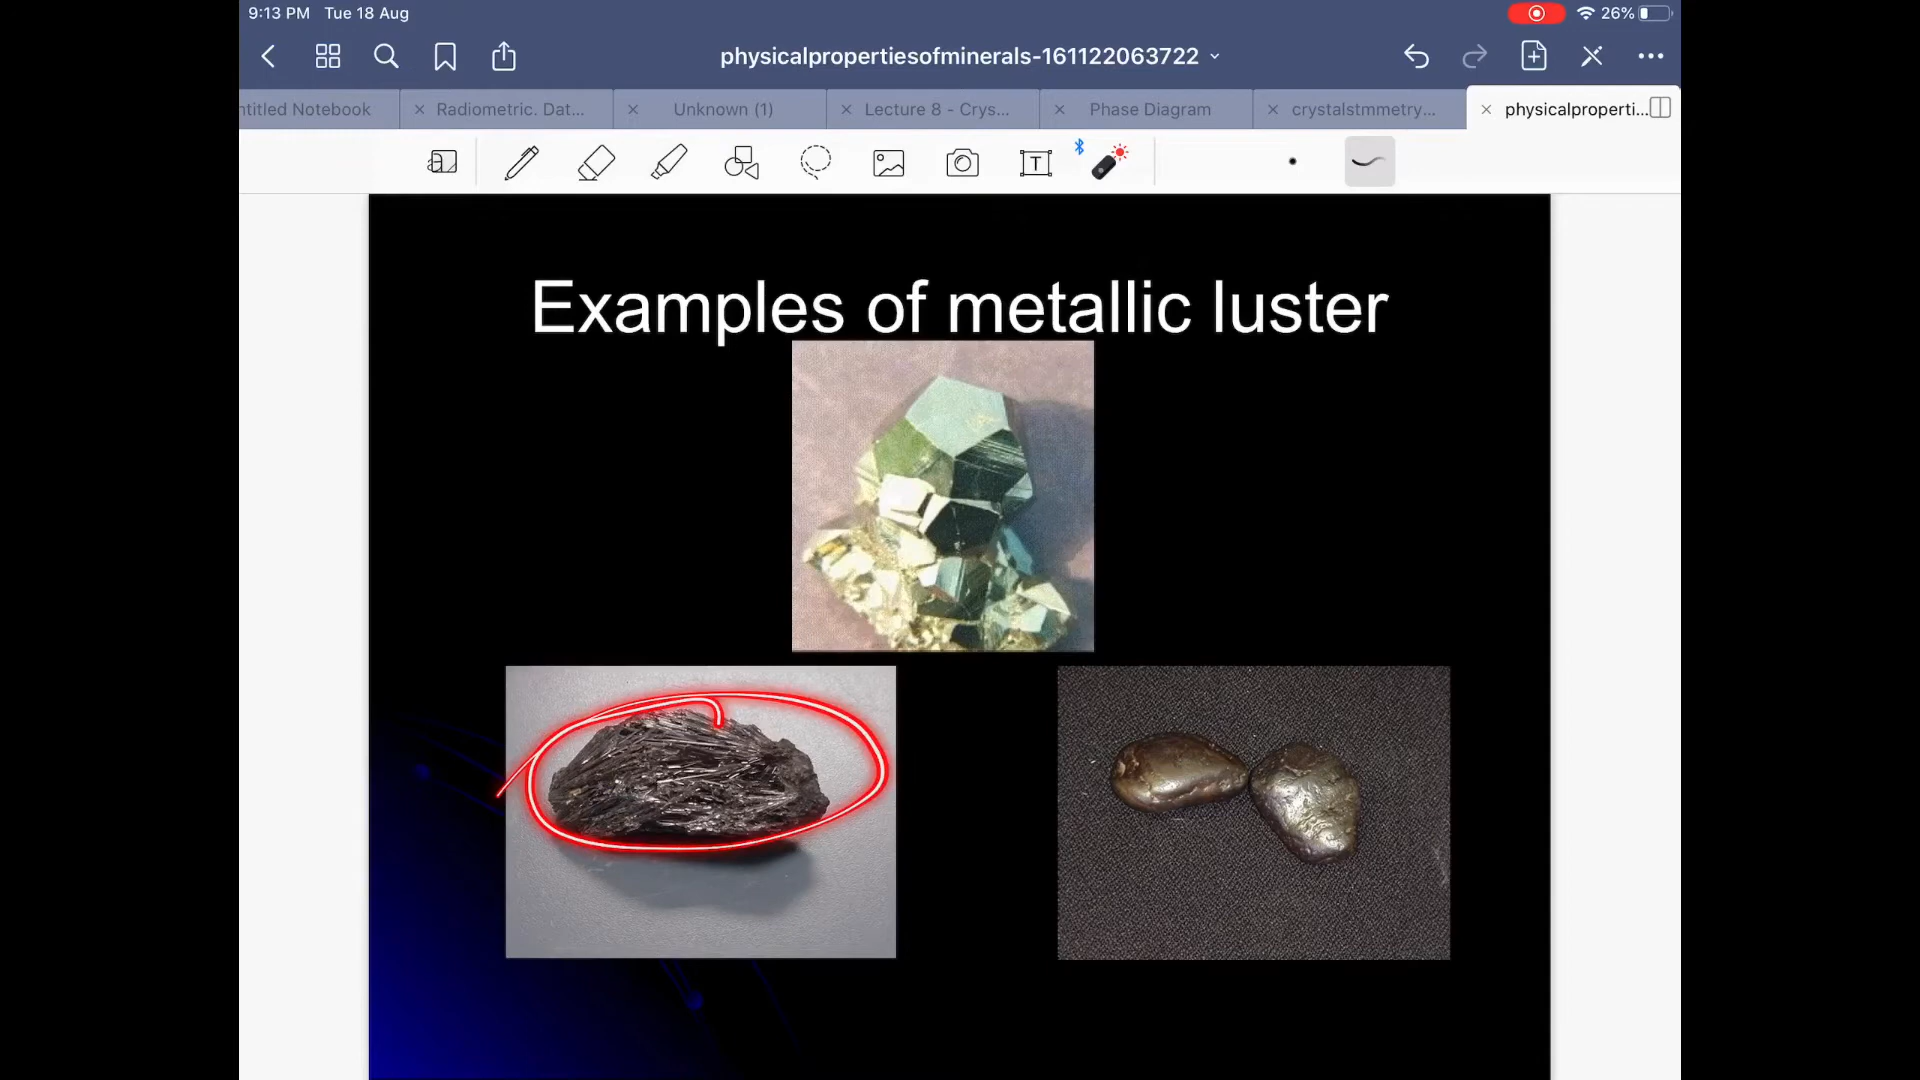 9:13 PM Tue 18 Aug
26%
physicalpropertiesofminerals-161122063722
ntitled Notebook
Radiometric. Dat...
Unknown (1)
Lecture 8 - Crys...
Phase Diagram
crystalstmmetry...
physicalproperti...
T
Examples of metallic luster